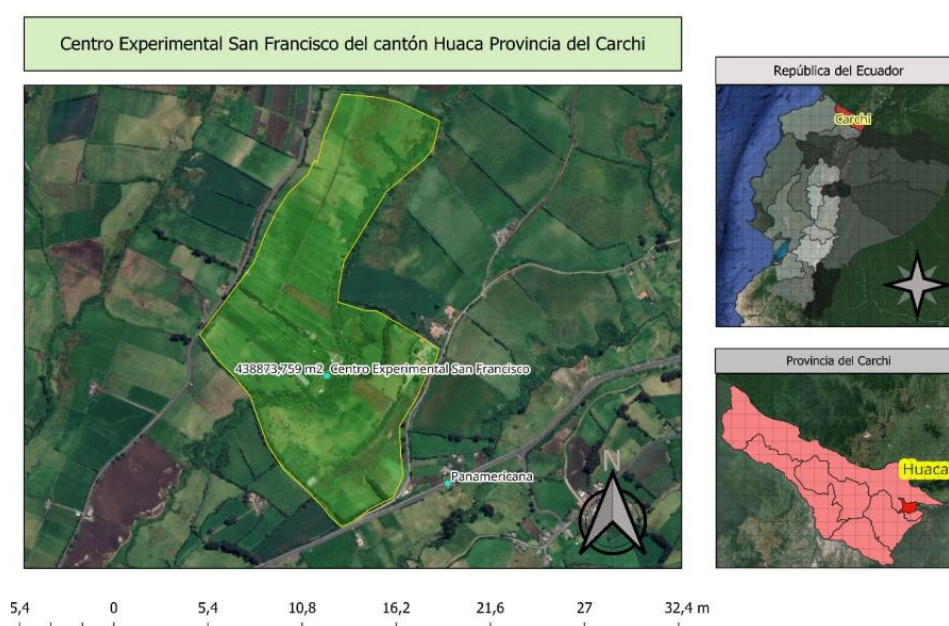 Centro Experimental San Francisco del cantón Huaca Provincia del Carchi
República del Ecuador
Carchi
438873,759 m2 Centro Experimental San Francisco
Panamericana
N
Provincia del Carchi
Huaca
5,4 0 5,4 10,8 16,2 21,6 27 32,4 m